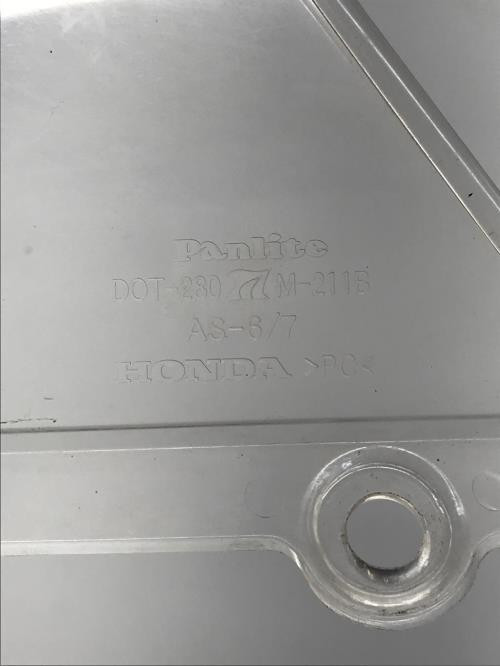 Panlite
DOT-280 M-211B
AS-6/7
HONDA >PC<